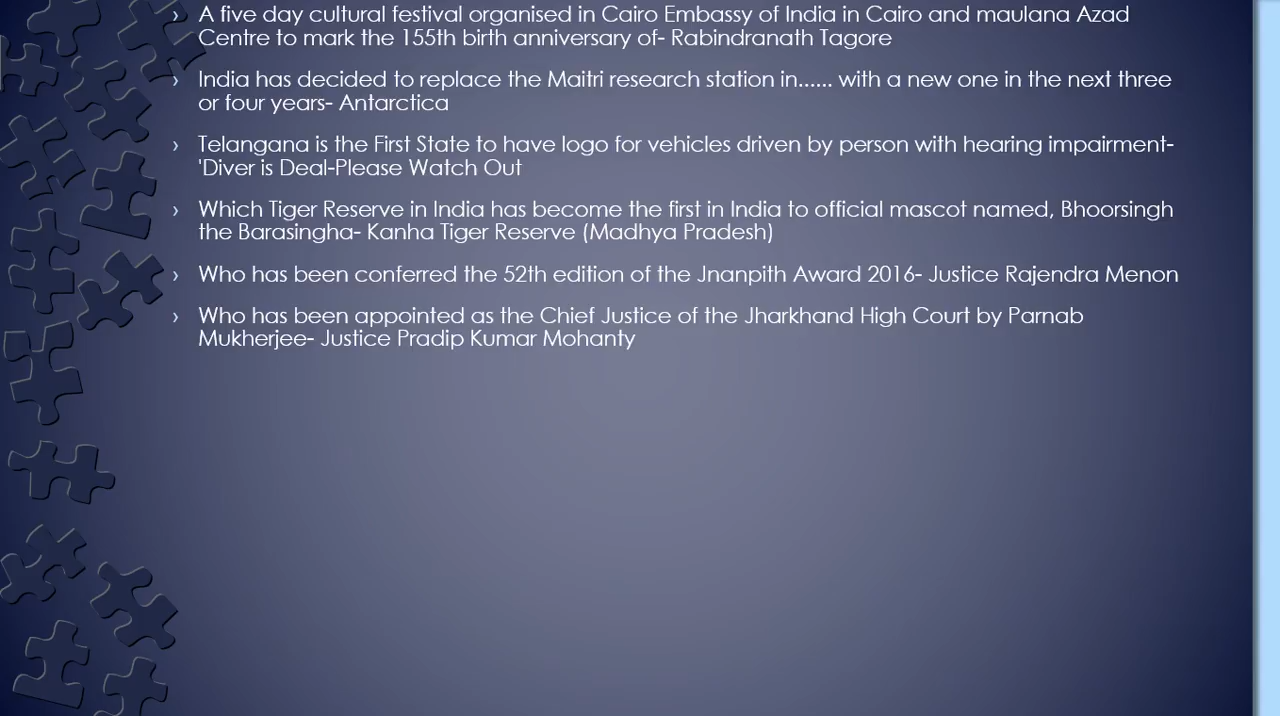 › A five day cultural festival organised in Cairo Embassy of India in Cairo and maulana Azad
Centre to mark the 155th birth anniversary of- Rabindranath Tagore
› India has decided to replace the Maitri research station in...... with a new one in the next three
or four years- Antarctica
› Telangana is the First State to have logo for vehicles driven by person with hearing impairment-
'Diver is Deal-Please Watch Out
› Which Tiger Reserve in India has become the first in India to official mascot named, Bhoorsingh
the Barasingha- Kanha Tiger Reserve (Madhya Pradesh)
› Who has been conferred the 52th edition of the Jnanpith Award 2016- Justice Rajendra Menon
› Who has been appointed as the Chief Justice of the Jharkhand High Court by Parnab
Mukherjee- Justice Pradip Kumar Mohanty